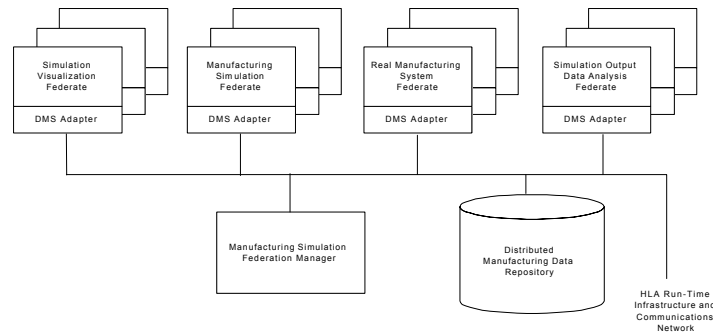 Simulation
Visualization
Federate
DMS Adapter
Manufacturing
Simulation
Federate
DMS Adapter
Real Manufacturing
System
Federate
DMS Adapter
Simulation Output
Data Analysis
Federate
DMS Adapter
Manufacturing Simulation
Federation Manager
Distributed
Manufacturing Data
Repository
HLA Run-Time
Infrastructure and
Communications
Network